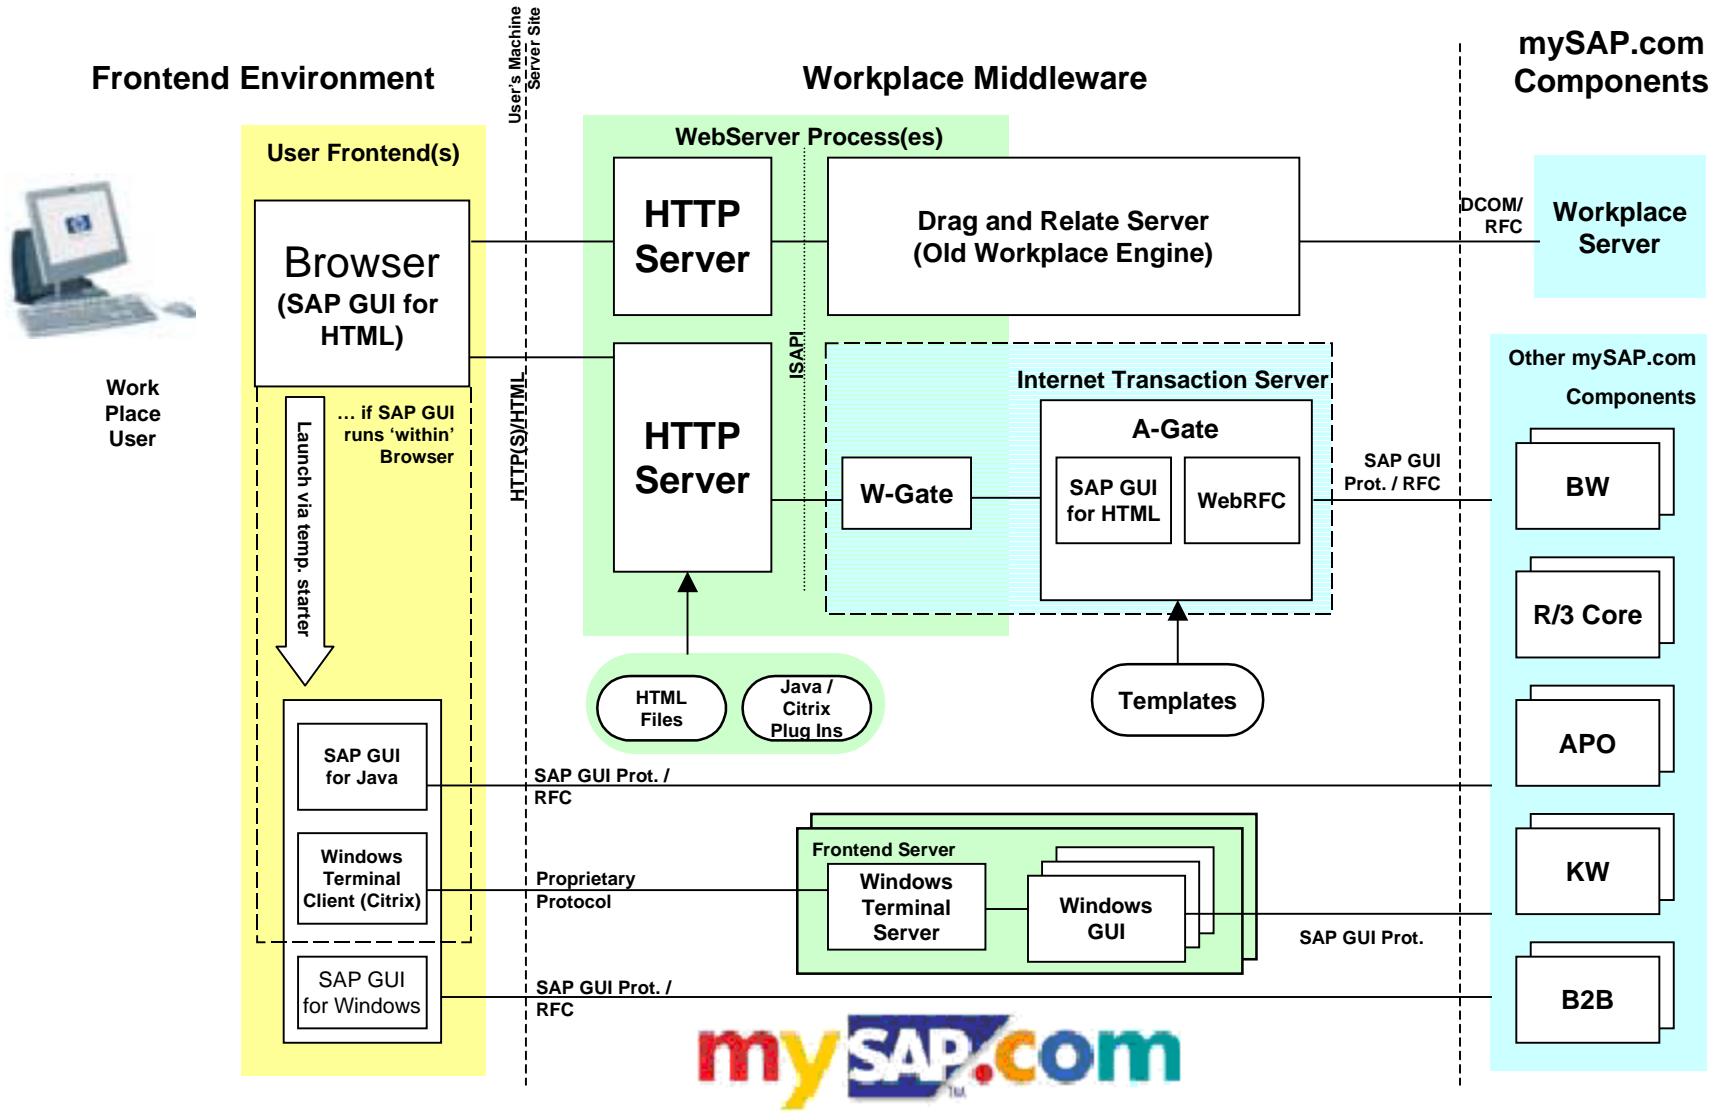 Frontend Environment
User's Machine
Server Site
Workplace Middleware
mySAP.com
Components
User Frontend(s)
WebServer Process(es)
Browser
(SAP GUI for
HTML)
HTTP
Server
Drag and Relate Server
(Old Workplace Engine)
DCOM/
RFC
Workplace
Server
Work
Place
User
… if SAP GUI
runs ‘within’
Browser
Launch via temp. starter
HTTP(S)/HTML
HTTP
Server
ISAPI
Internet Transaction Server
W-Gate
A-Gate
SAP GUI
for HTML
WebRFC
SAP GUI
Prot. / RFC
Other mySAP.com
Components
BW
R/3 Core
APO
KW
B2B
HTML
Files
Java /
Citrix
Plug Ins
Templates
SAP GUI
for Java
SAP GUI Prot. /
RFC
Windows
Terminal
Client (Citrix)
Proprietary
Protocol
Frontend Server
Windows
Terminal
Server
Windows
GUI
SAP GUI Prot.
SAP GUI
for Windows
SAP GUI Prot. /
RFC
mySAP.com
TM